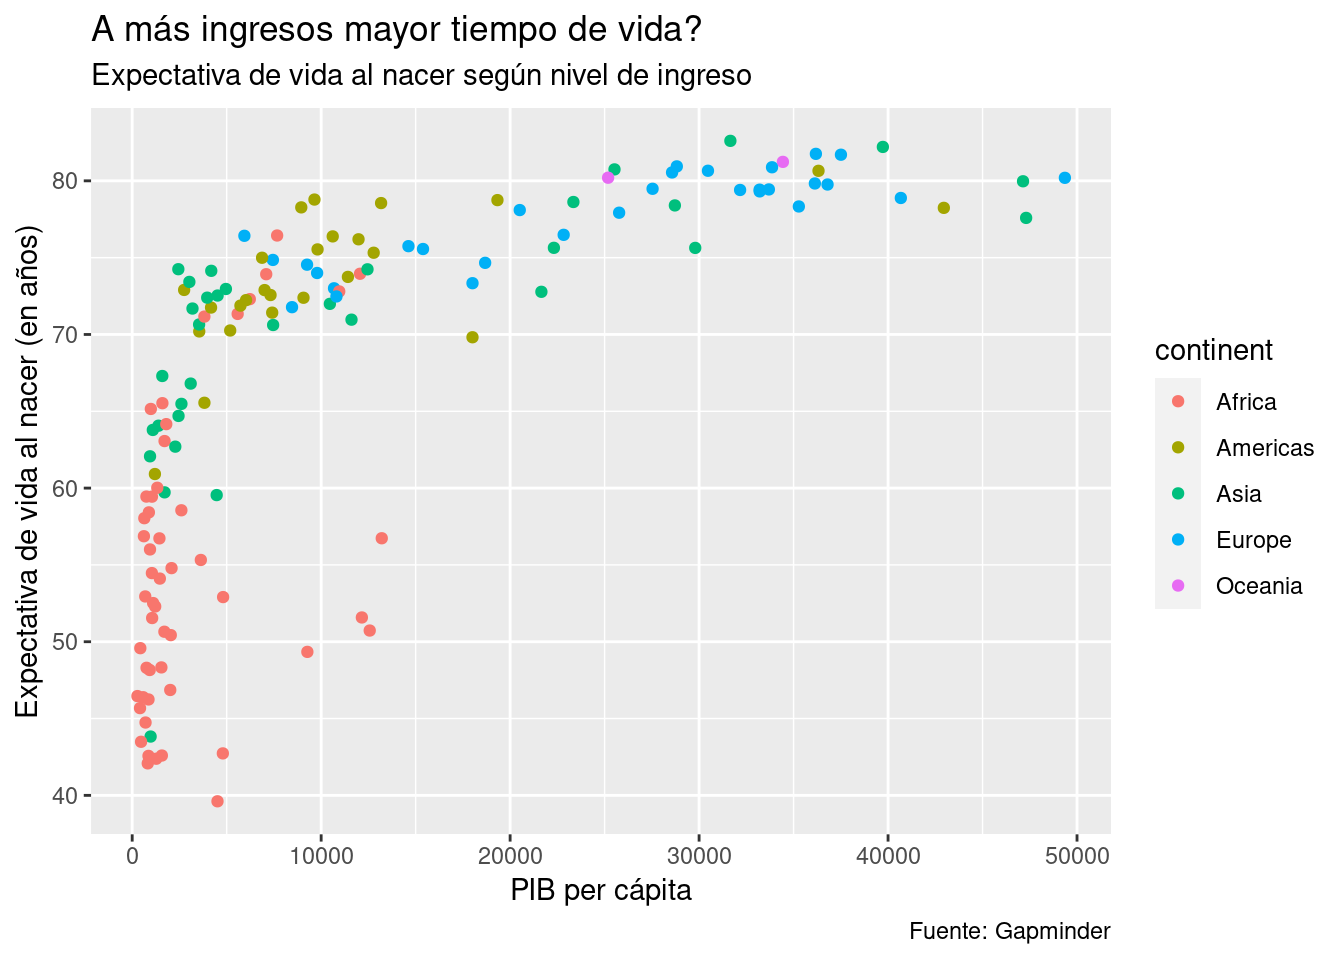 A más ingresos mayor tiempo de vida?
Expectativa de vida al nacer según nivel de ingreso
Expectativa de vida al nacer (en años)
80
70
60
50
40
0 10000 20000 30000 40000 50000
PIB per cápita
continent
Africa
Americas
Asia
Europe
Oceania
Fuente: Gapminder